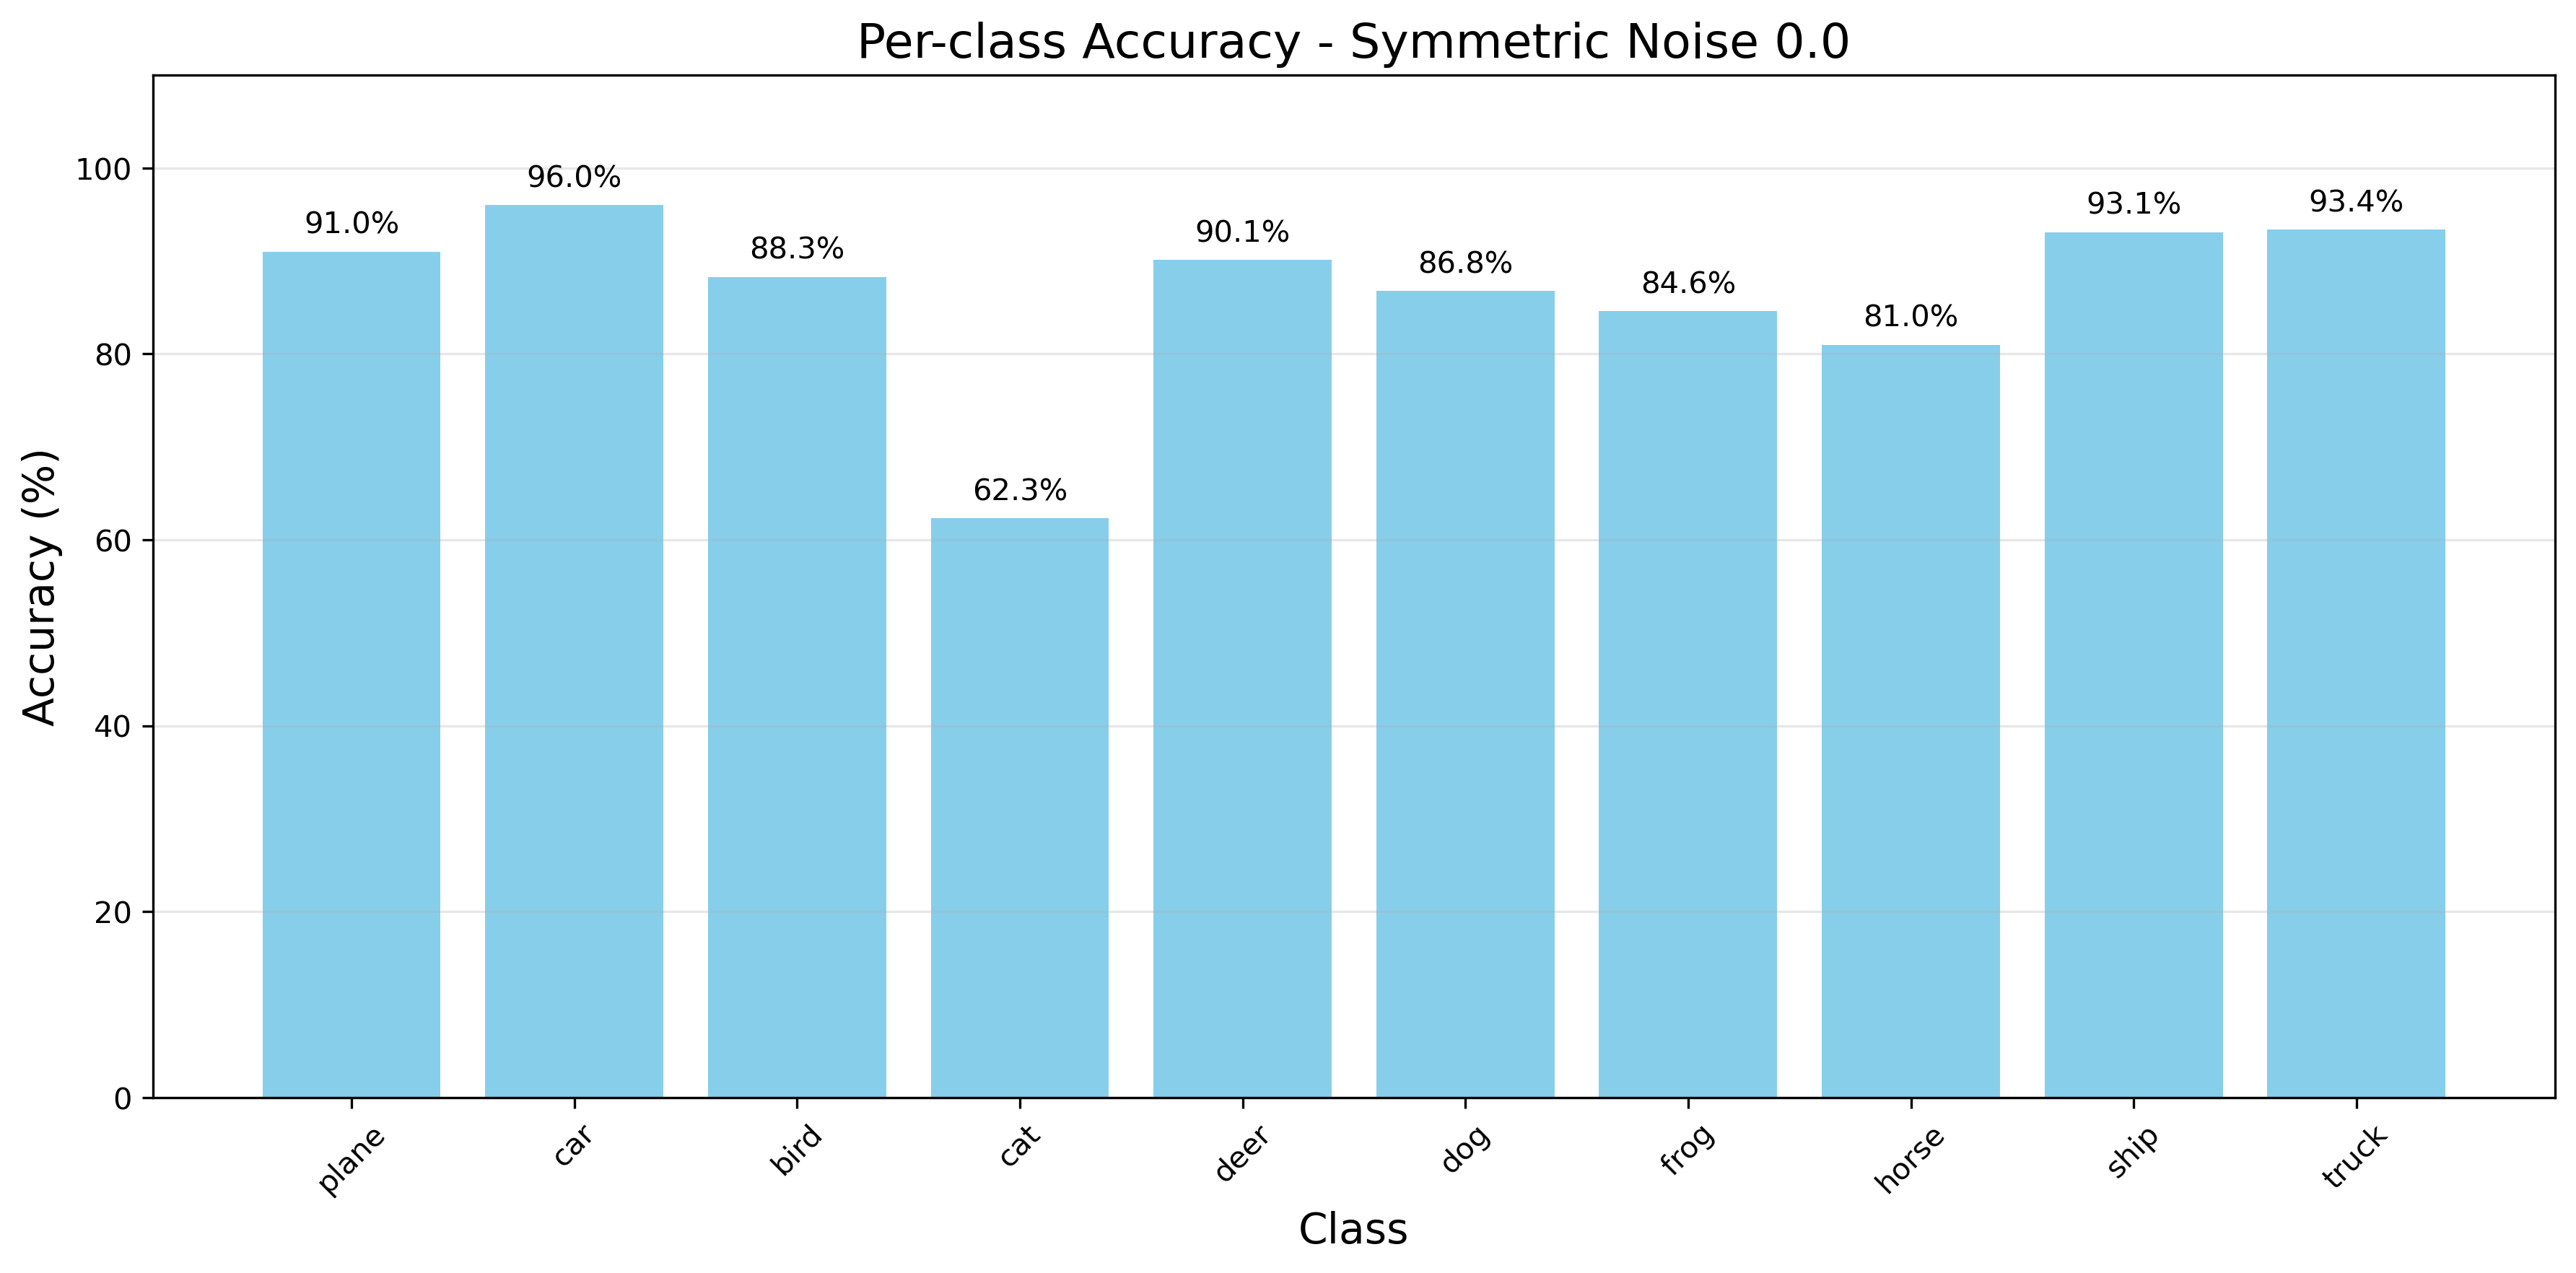 Per-class Accuracy - Symmetric Noise 0.0
Accuracy (%)
100
80
60
40
20
0
91.0%
96.0%
88.3%
62.3%
90.1%
86.8%
84.6%
81.0%
93.1%
93.4%
plane
car
bird
cat
deer
dog
frog
horse
ship
truck
Class